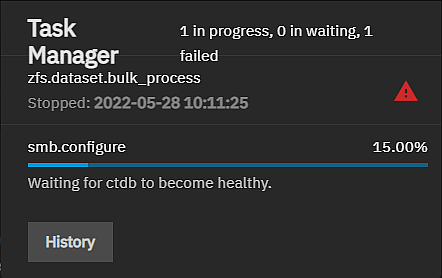 Task Manager
1 in progress, 0 in waiting, 1 failed
zfs.dataset.bulk_process
Stopped: 2022-05-28 10:11:25
smb.configure 15.00%
Waiting for ctdb to become healthy.
History